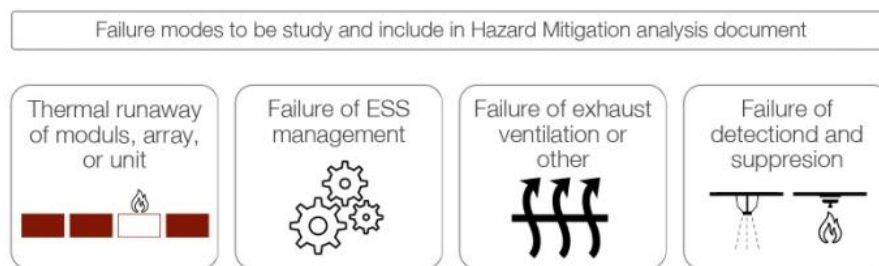 Failure modes to be study and include in Hazard Mitigation analysis document
Thermal runaway
of moduls, array,
or unit
Failure of ESS
management
Failure of exhaust
ventilation or
other
Failure of
detectiond and
suppresion